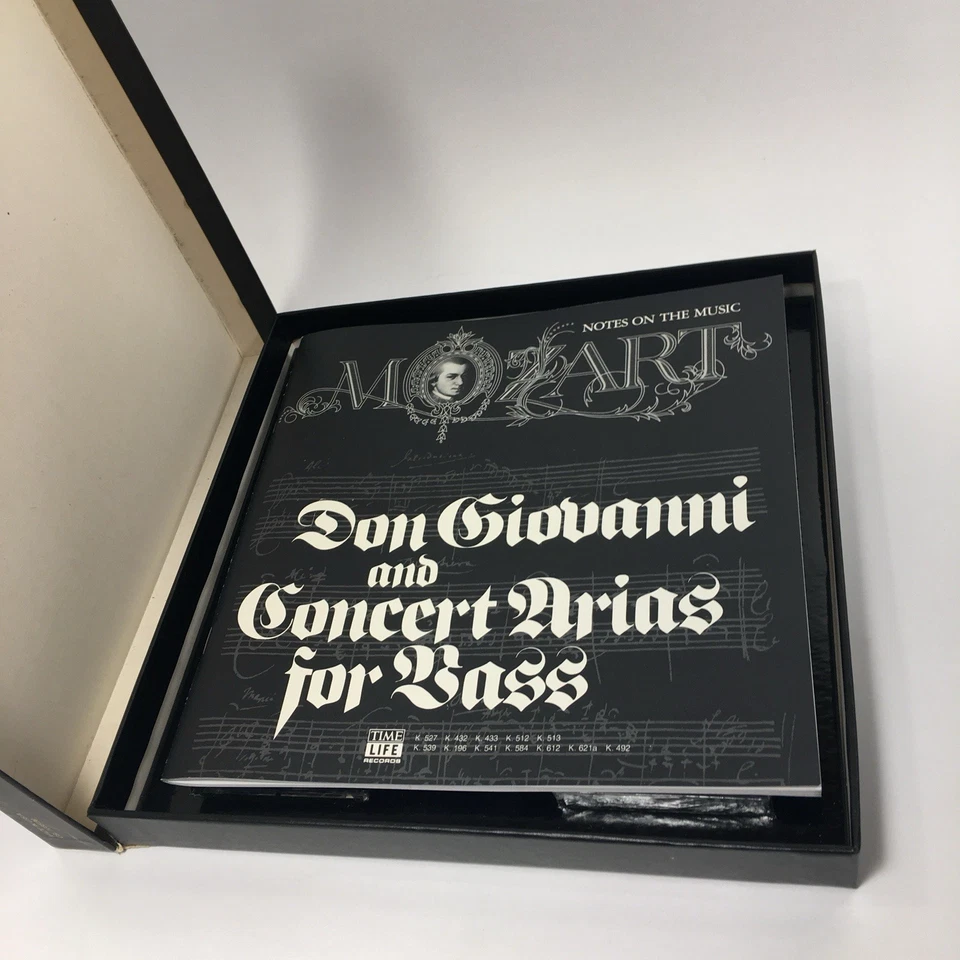 NOTES ON THE MUSIC
MOZART
Don Giovanni
and
Concert Arias
for Bass
TIME
LIFE
RECORDS
K. 527 K. 432 K. 433 K. 512 K. 513
K. 539 K. 196 K. 541 K. 584 K. 612 K. 621a K. 492